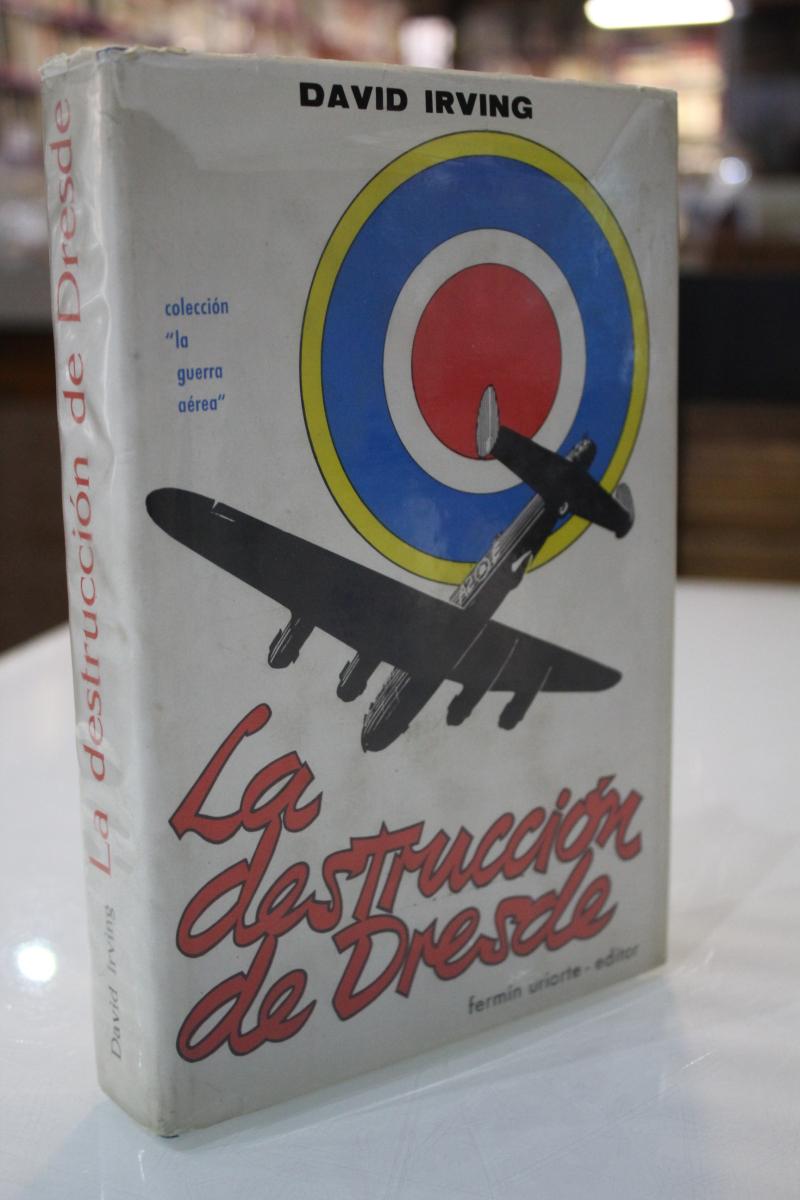 DAVID IRVING
colección
"la
guerra
aérea"
La
destrucción
de Dresde
fermín uriarte - editor
La destrucción de Dresde
David Irving